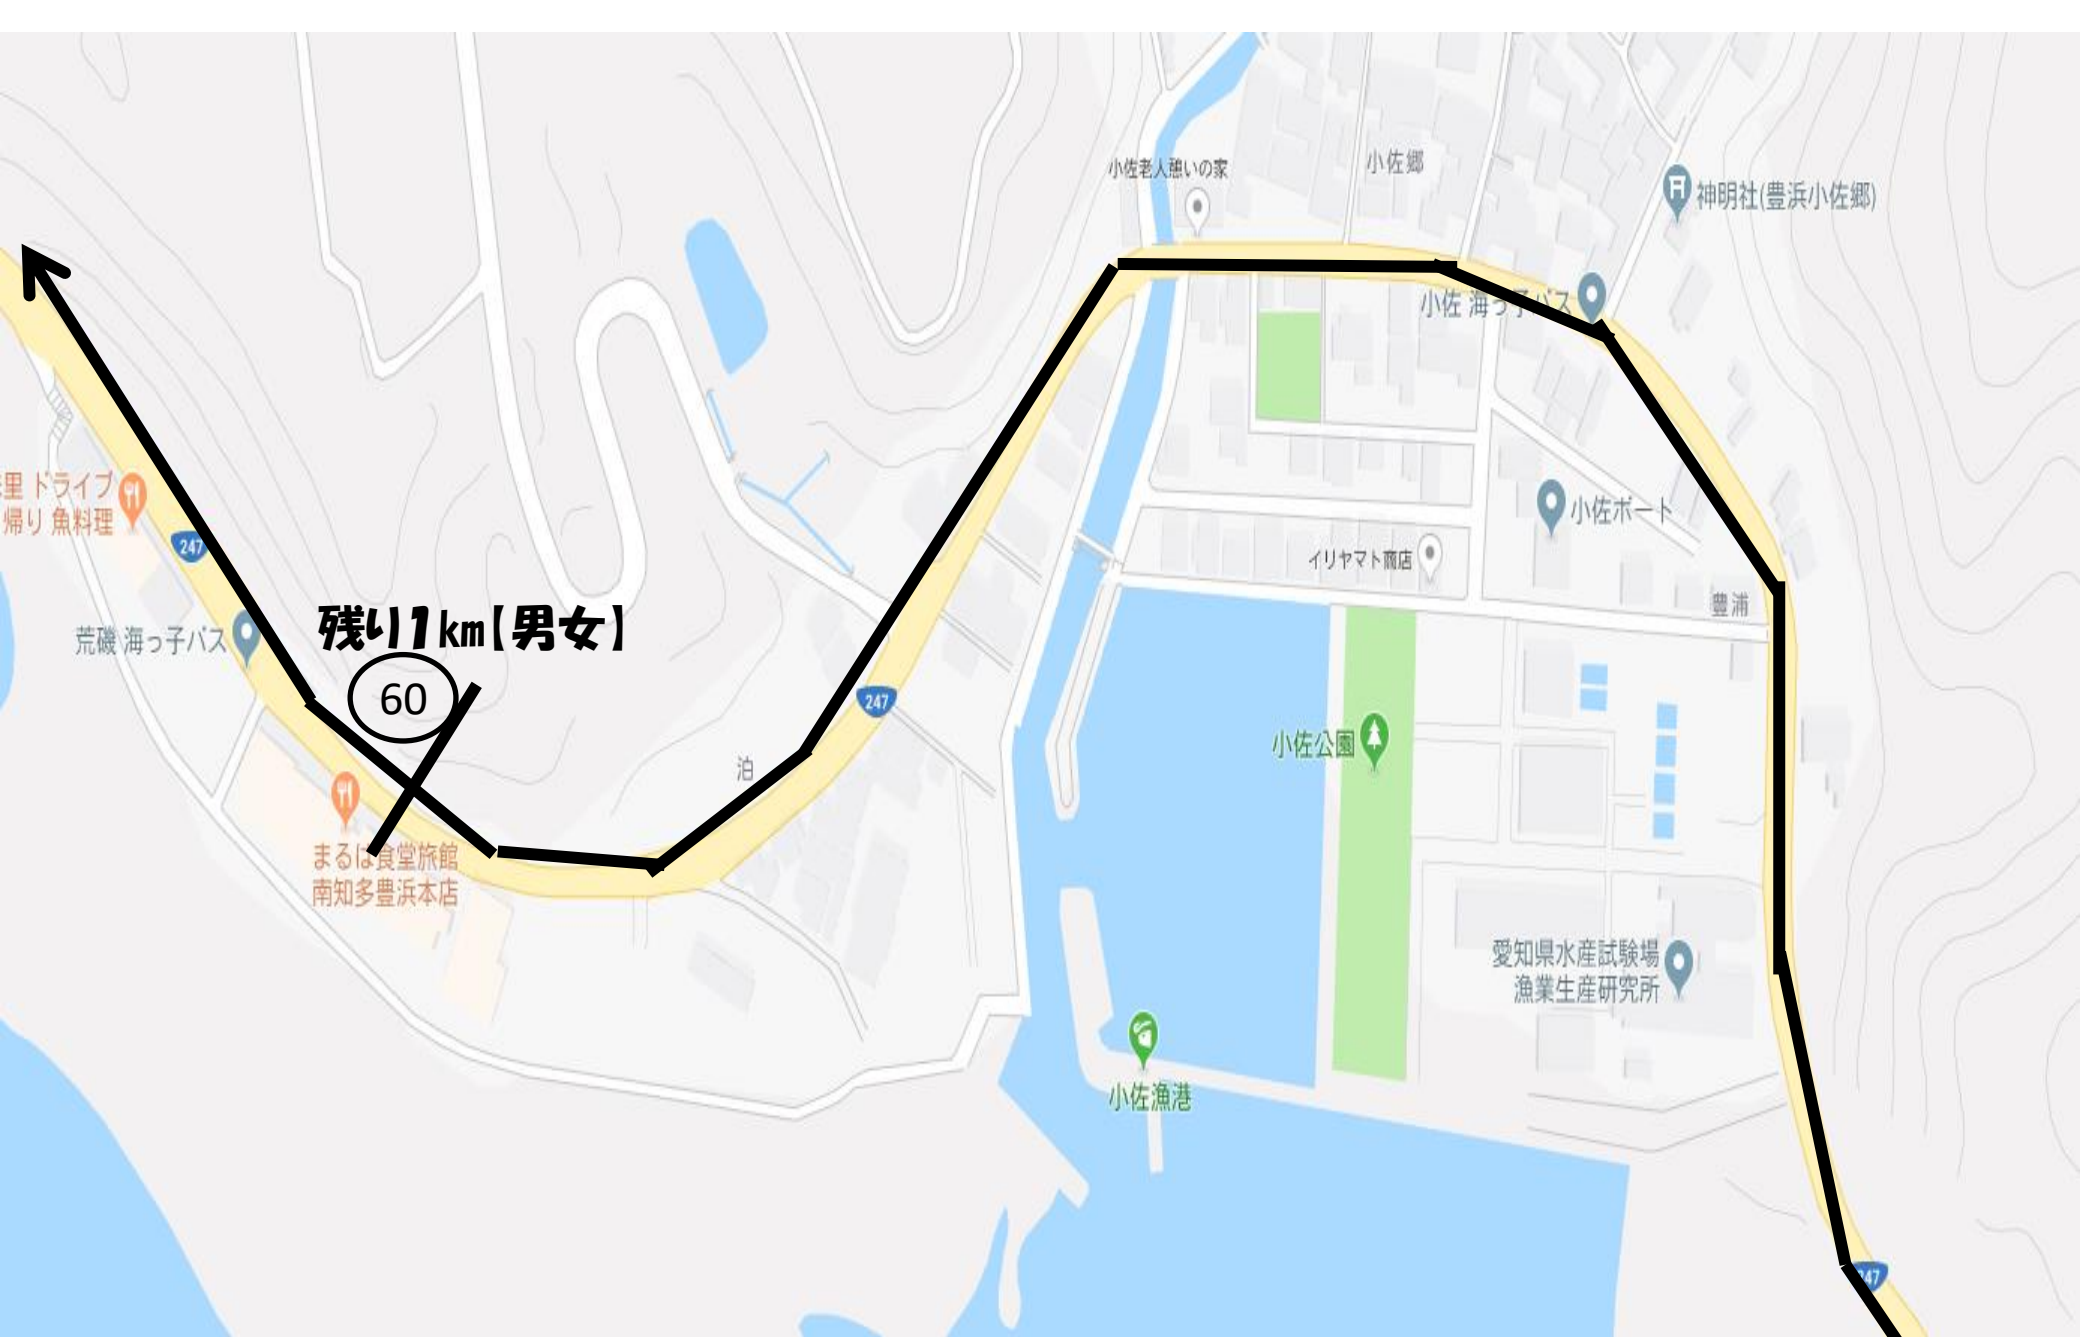 小佐老人憩いの家
小佐郷
神明社(豊浜小佐郷)
小佐 海っ子バス
里 ドライブ
帰り 魚料理
247
小佐ボート
イリヤマト商店
豊浦
荒磯 海っ子バス
残り1km【男女】
60
247
小佐公園
泊
まるは食堂旅館
南知多豊浜本店
愛知県水産試験場
漁業生産研究所
小佐漁港
247